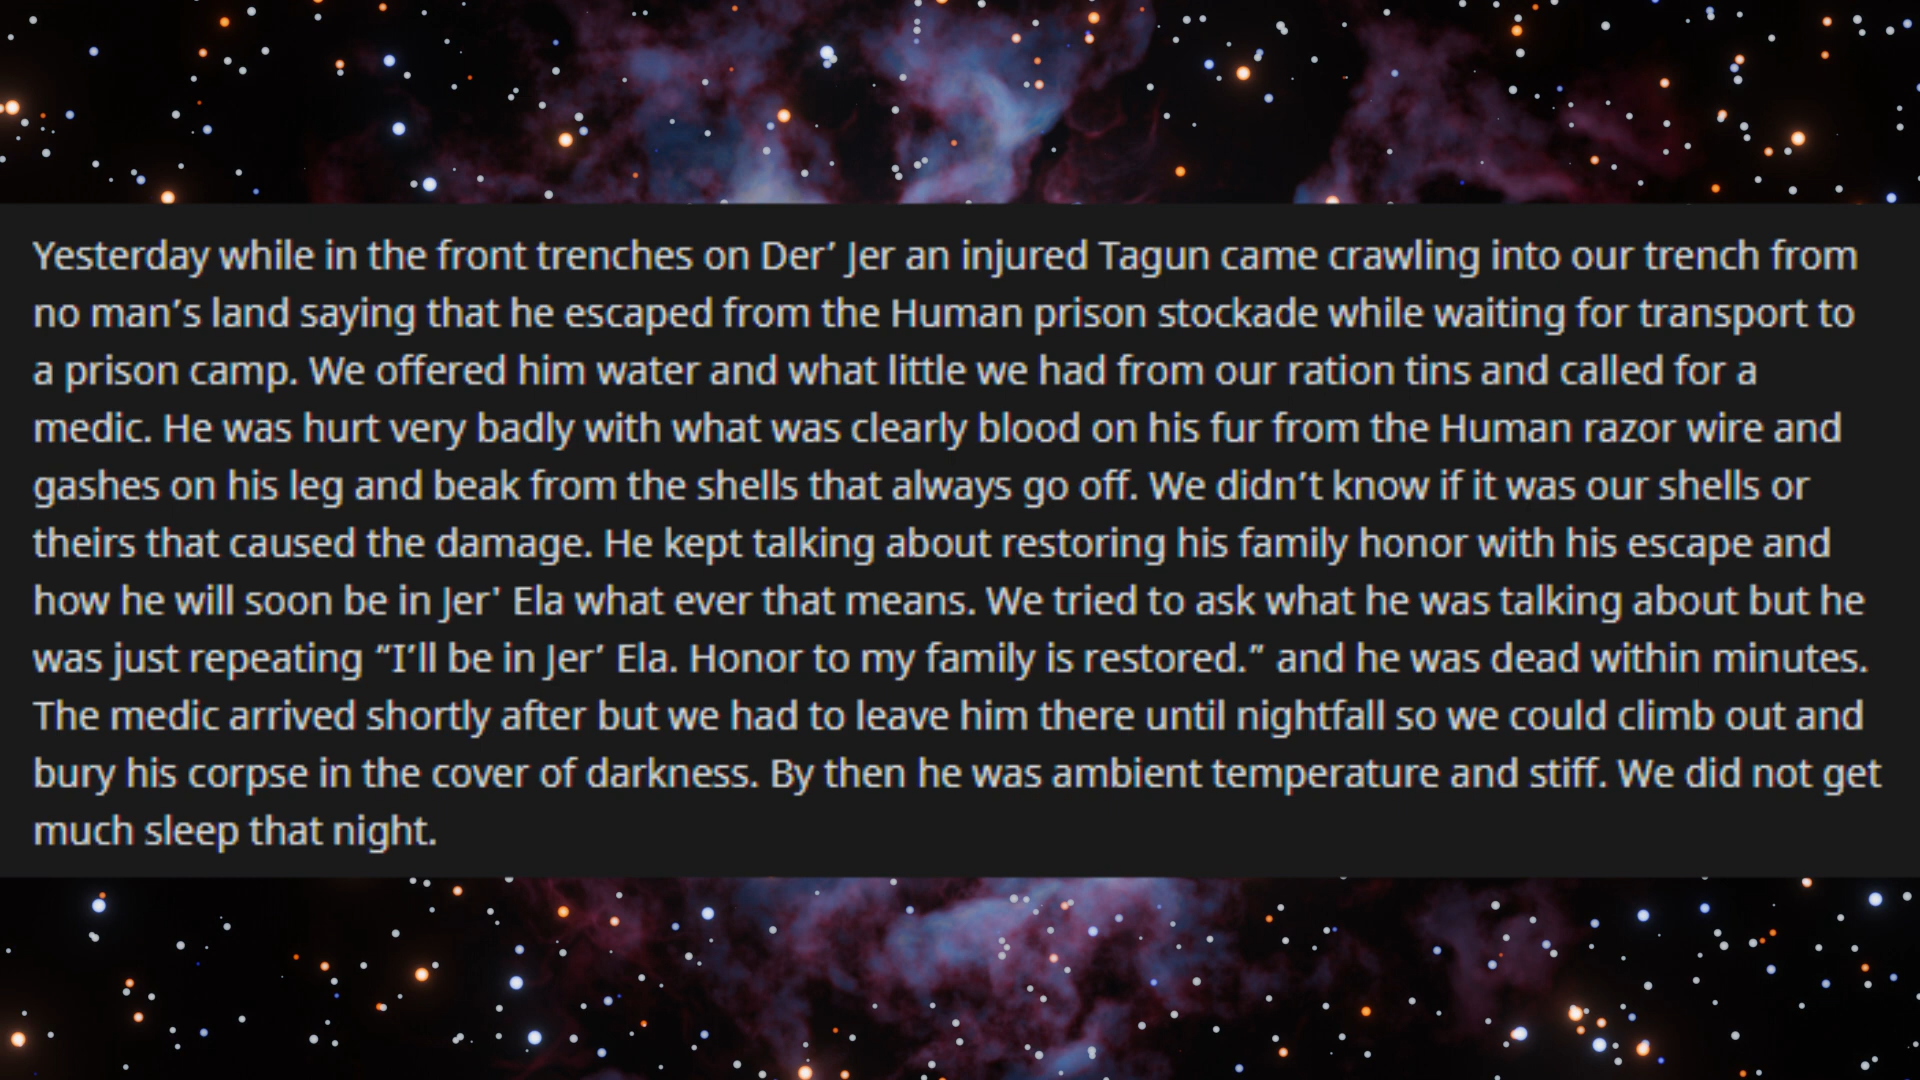 Yesterday while in the front trenches on Der’ Jer an injured Tagun came crawling into our trench from
no man’s land saying that he escaped from the Human prison stockade while waiting for transport to
a prison camp. We offered him water and what little we had from our ration tins and called for a
medic. He was hurt very badly with what was clearly blood on his fur from the Human razor wire and
gashes on his leg and beak from the shells that always go off. We didn’t know if it was our shells or
theirs that caused the damage. He kept talking about restoring his family honor with his escape and
how he will soon be in Jer' Ela what ever that means. We tried to ask what he was talking about but he
was just repeating “I’ll be in Jer’ Ela. Honor to my family is restored.” and he was dead within minutes.
The medic arrived shortly after but we had to leave him there until nightfall so we could climb out and
bury his corpse in the cover of darkness. By then he was ambient temperature and stiff. We did not get
much sleep that night.